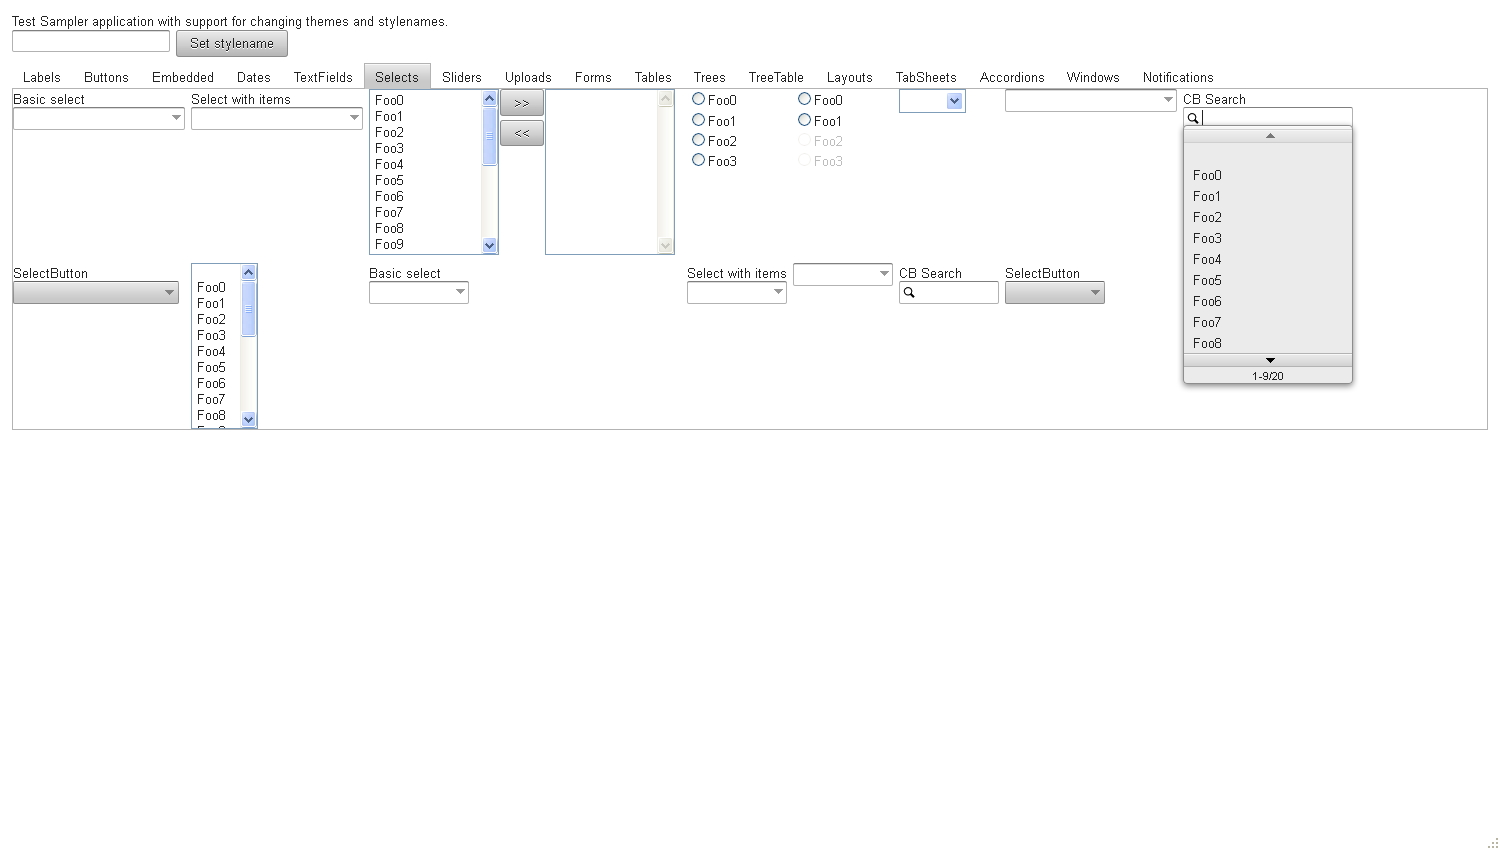 Test Sampler application with support for changing themes and stylenames.
Set stylename
Labels Buttons Embedded Dates TextFields Selects Sliders Uploads Forms Tables Trees TreeTable Layouts TabSheets Accordions Windows Notifications
Basic select
Select with items
Foo0
Foo1
Foo2
Foo3
Foo4
Foo5
Foo6
Foo7
Foo8
Foo9
>>
<<
Foo0
Foo1
Foo2
Foo3
Foo0
Foo1
Foo2
Foo3
CB Search
Foo0
Foo1
Foo2
Foo3
Foo4
Foo5
Foo6
Foo7
Foo8
1-9/20
SelectButton
Foo0
Foo1
Foo2
Foo3
Foo4
Foo5
Foo6
Foo7
Foo8
Basic select
Select with items
CB Search
SelectButton